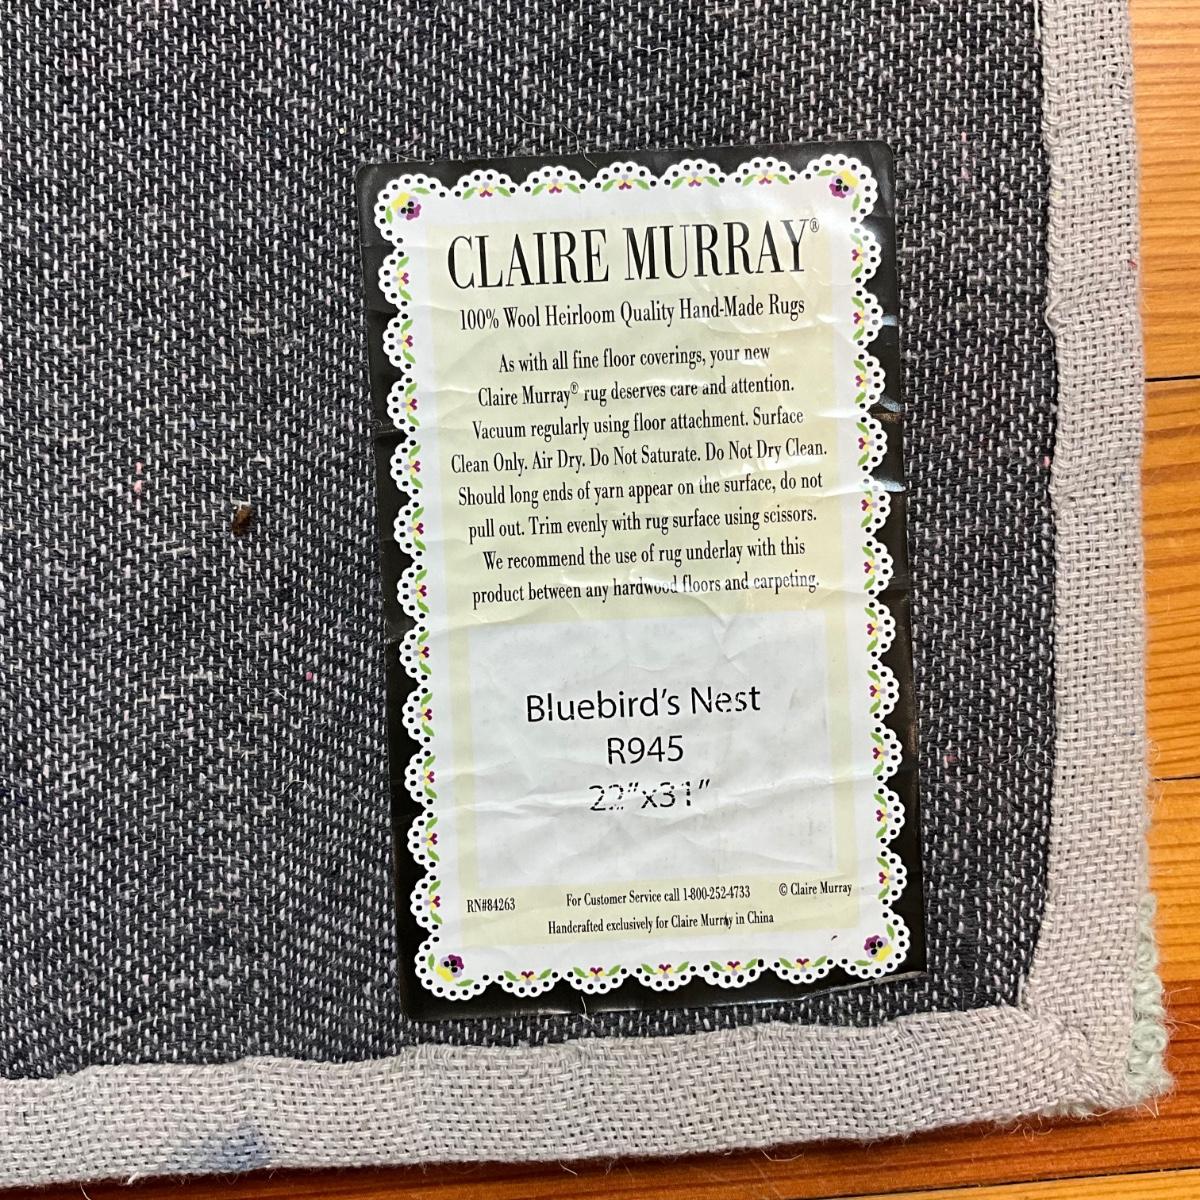 CLAIRE MURRAY®
100% Wool Heirloom Quality Hand-Made Rugs
As with all fine floor coverings, your new
Claire Murray® rug deserves care and attention.
Vacuum regularly using floor attachment. Surface
Clean Only. Air Dry. Do Not Saturate. Do Not Dry Clean.
Should long ends of yarn appear on the surface, do not
pull out. Trim evenly with rug surface using scissors.
We recommend the use of rug underlay with this
product between any hardwood floors and carpeting.
Bluebird's Nest
R945
22"x31"
RN#84263 For Customer Service call 1-800-252-4733 © Claire Murray
Handcrafted exclusively for Claire Murray in China